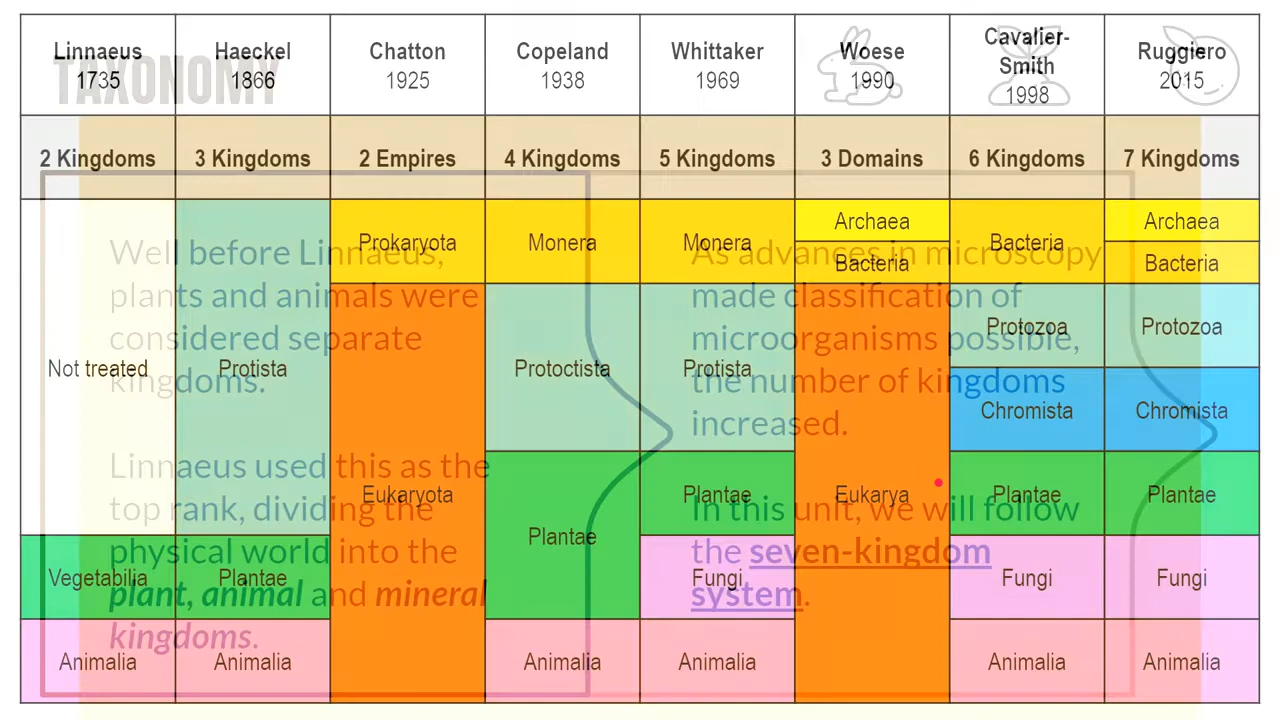 Linnaeus 1735
Haeckel 1866
Chatton 1925
Copeland 1938
Whittaker 1969
Woese 1990
Cavalier-Smith 1998
Ruggiero 2015
2 Kingdoms
3 Kingdoms
2 Empires
4 Kingdoms
5 Kingdoms
3 Domains
6 Kingdoms
7 Kingdoms
Not treated
Vegetabilia
Animalia
Protista
Plantae
Animalia
Prokaryota
Eukaryota
Monera
Protoctista
Plantae
Animalia
Monera
Protista
Plantae
Fungi
Animalia
Archaea
Bacteria
Eukarya
Bacteria
Protozoa
Chromista
Plantae
Fungi
Animalia
Archaea
Bacteria
Protozoa
Chromista
Plantae
Fungi
Animalia
TAXONOMY
Well before Linnaeus,
plants and animals were
considered separate
kingdoms.
Linnaeus used this as the
top rank, dividing the
physical world into the
plant, animal and mineral
kingdoms.
As advances in microscopy
made classification of
microorganisms possible,
the number of kingdoms
increased.
In this unit, we will follow
the seven-kingdom
system.